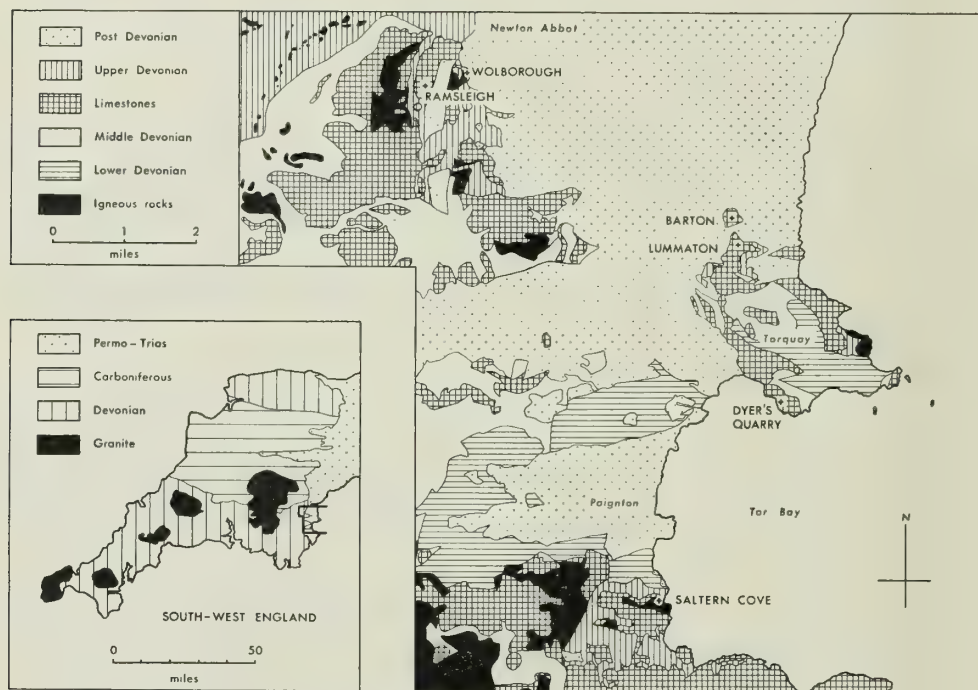 Post Devonian
Upper Devonian
Limestones
Middle Devonian
Lower Devonian
Igneous rocks
0 1 2
miles
Newton Abbot
WOLBOROUGH
RAMSLEIGH
BARTON
LUMMATON
Torquay
DYER'S
QUARRY
Paignton
Tor Bay
N
SALTERN COVE
Permo-Trias
Carboniferous
Devonian
Granite
SOUTH-WEST ENGLAND
0 50
miles